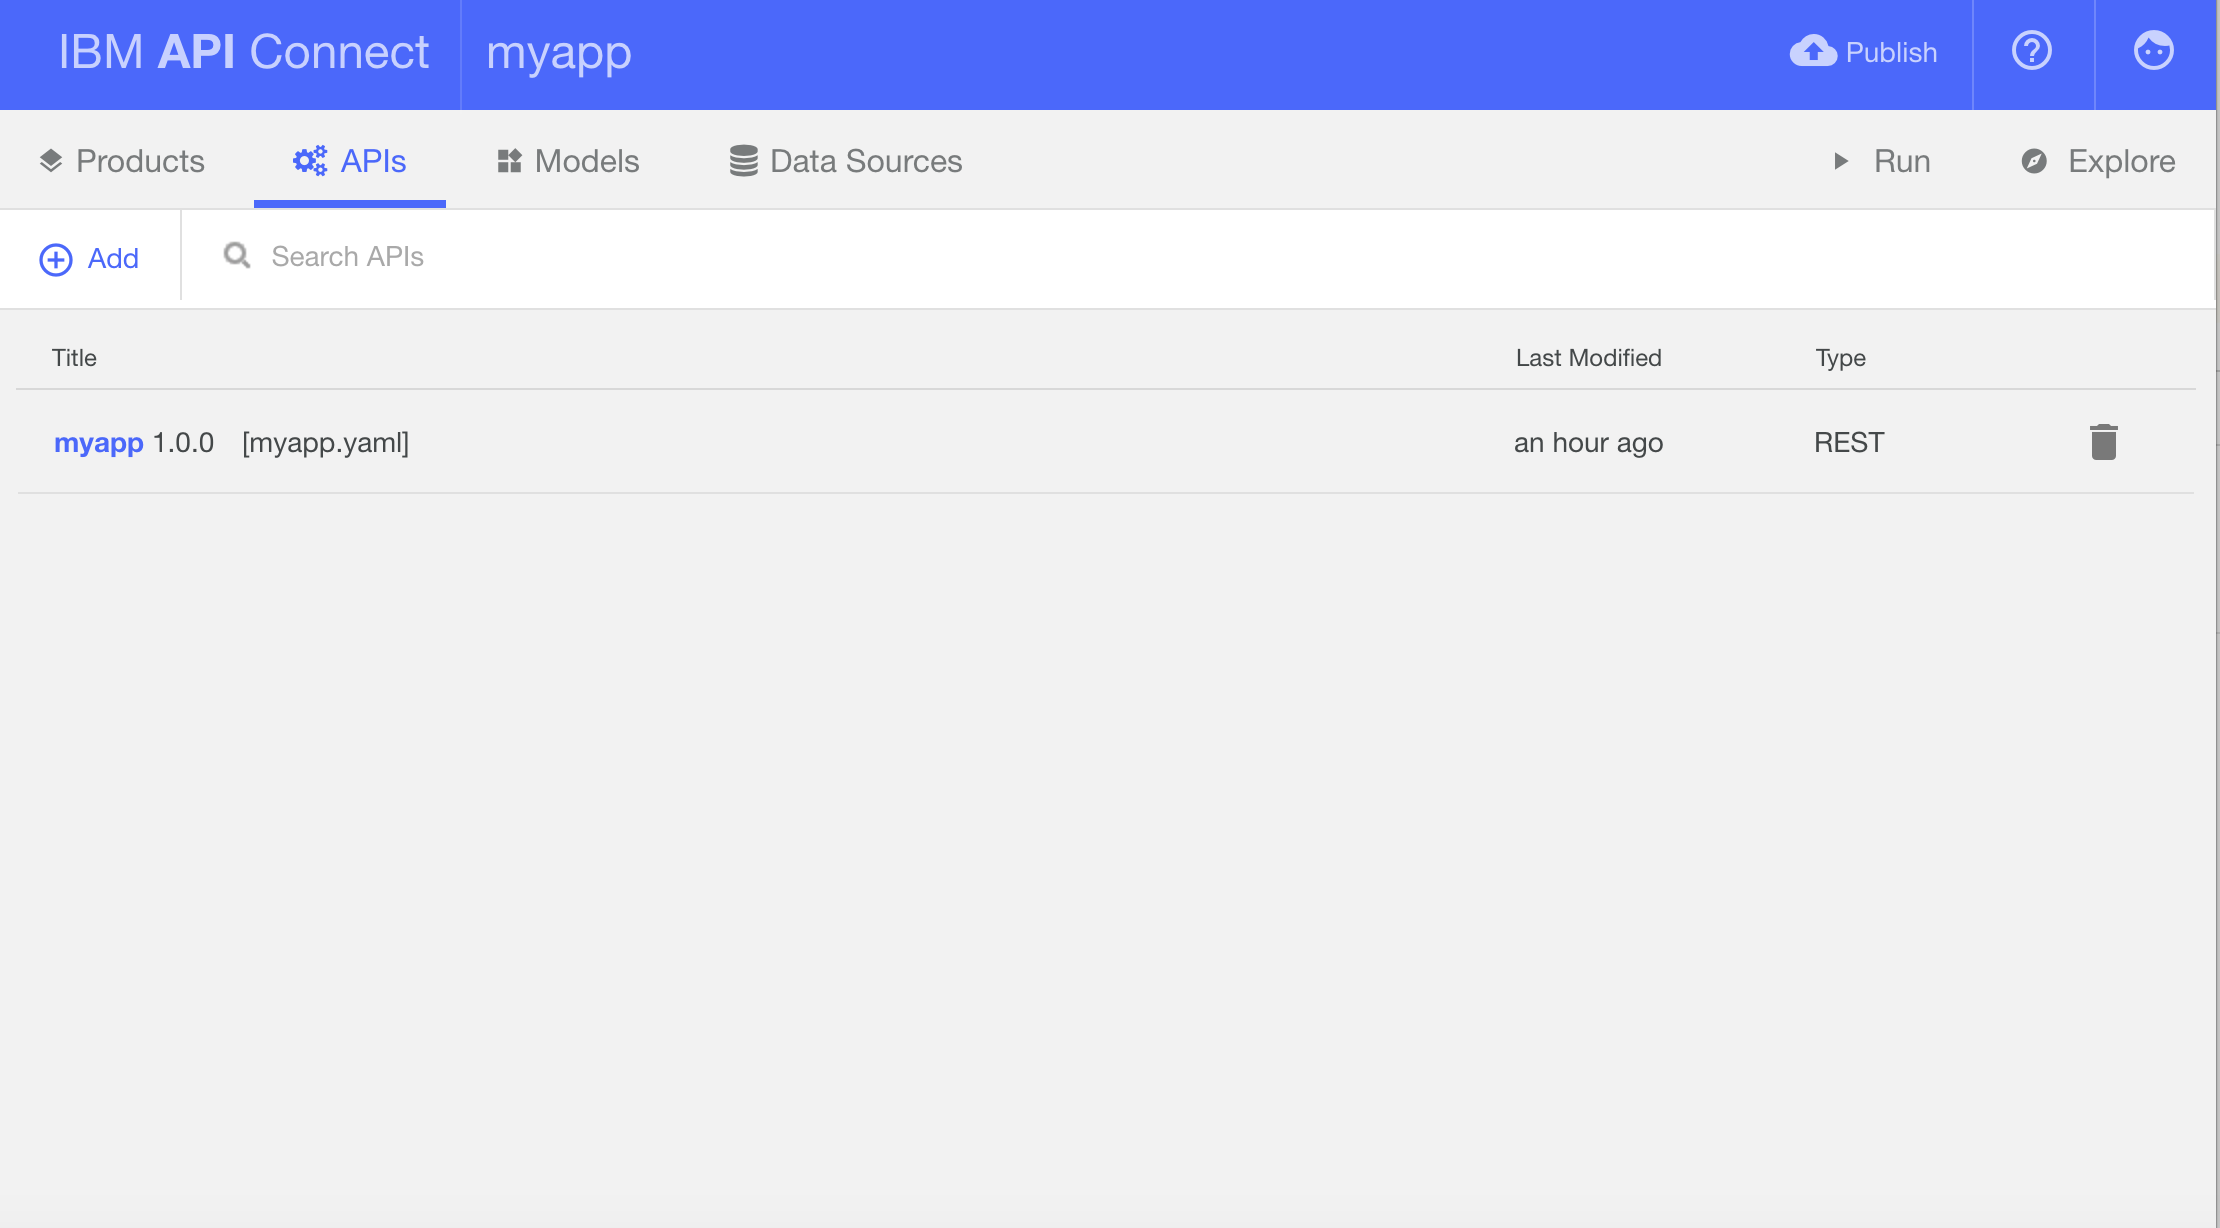 IBM API Connect myapp Publish
Products APIs Models Data Sources Run Explore
Add Search APIs
Title Last Modified Type
myapp 1.0.0 [myapp.yaml] an hour ago REST